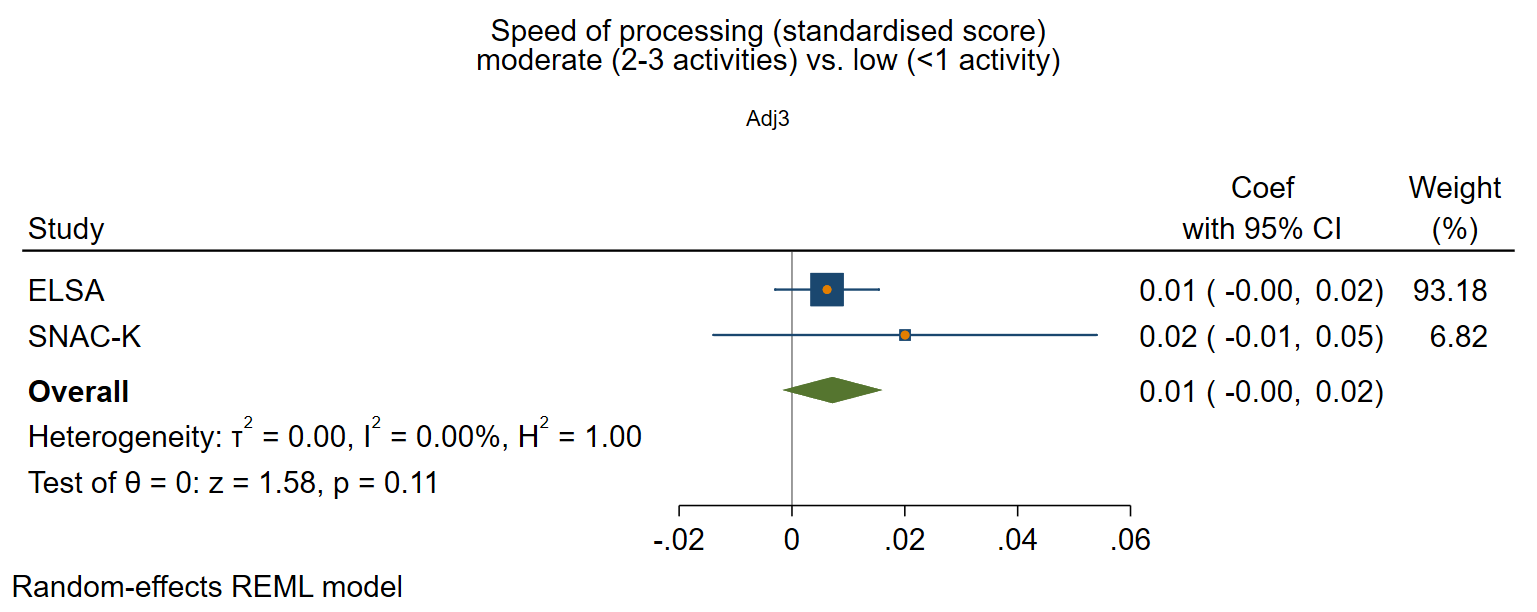 Speed of processing (standardised score)
moderate (2-3 activities) vs. low (<1 activity)
Adj3
Coef Weight
Study with 95% CI (%)
ELSA 0.01 ( -0.00, 0.02) 93.18
SNAC-K 0.02 ( -0.01, 0.05) 6.82
Overall 0.01 ( -0.00, 0.02)
Heterogeneity: τ² = 0.00, I² = 0.00%, H² = 1.00
Test of θ = 0: z = 1.58, p = 0.11
-.02 0 .02 .04 .06
Random-effects REML model